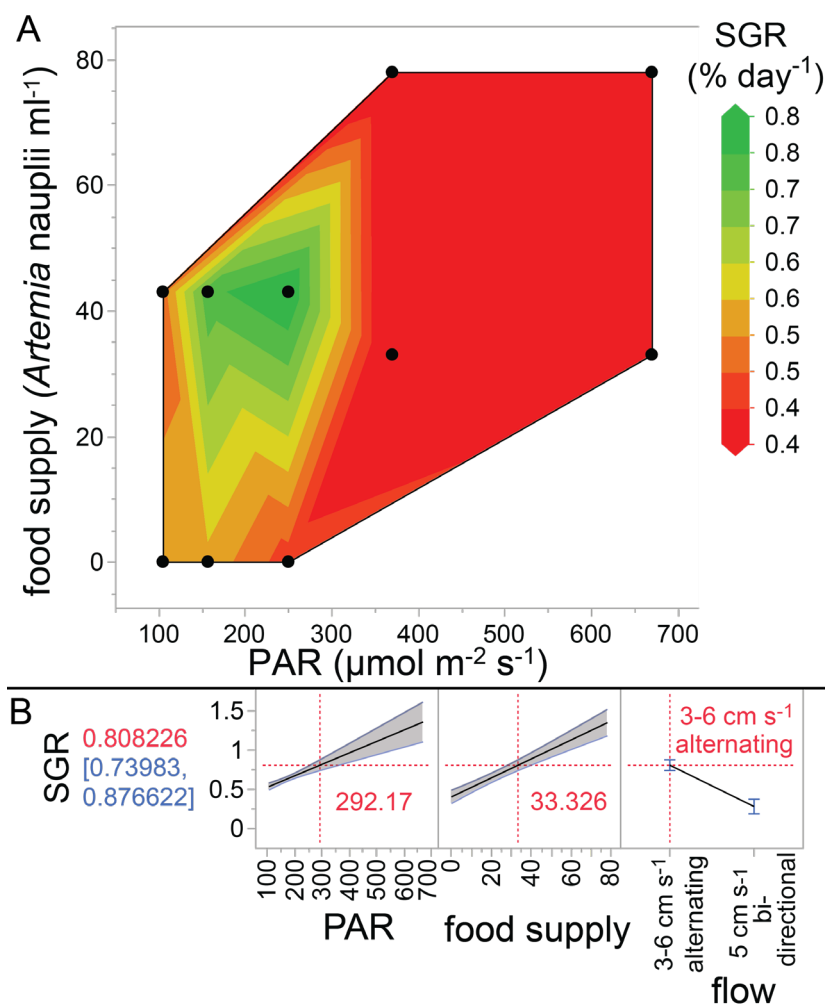 A
SGR
(% day⁻¹)
0.8
0.8
0.7
0.7
0.6
0.6
0.5
0.5
0.4
0.4
food supply (Artemia nauplii ml⁻¹)
80
60
40
20
0
100 200 300 400 500 600 700
PAR (µmol m⁻² s⁻¹)
B
SGR
0.808226
[0.73983,
0.876622]
1.5
1
0.5
0
292.17
33.326
3-6 cm s⁻¹
alternating
100 200 300 400 500 600 700
PAR
0 20 40 60 80
food supply
3-6 cm s⁻¹
alternating
5 cm s⁻¹
bi-
directional
flow